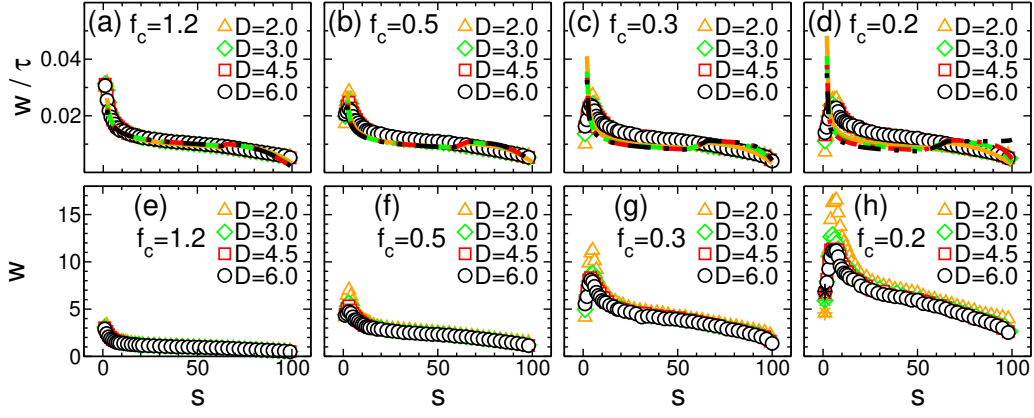 (a) f_c=1.2
D=2.0
D=3.0
D=4.5
D=6.0
(b) f_c=0.5
D=2.0
D=3.0
D=4.5
D=6.0
(c) f_c=0.3
D=2.0
D=3.0
D=4.5
D=6.0
(d) f_c=0.2
D=2.0
D=3.0
D=4.5
D=6.0
w / τ
0.04
0.02
(e)
f_c=1.2
D=2.0
D=3.0
D=4.5
D=6.0
(f)
f_c=0.5
D=2.0
D=3.0
D=4.5
D=6.0
(g)
f_c=0.3
D=2.0
D=3.0
D=4.5
D=6.0
(h)
f_c=0.2
D=2.0
D=3.0
D=4.5
D=6.0
w
15
10
5
0
0 50 100
0 50 100
0 50 100
0 50 100
s s s s